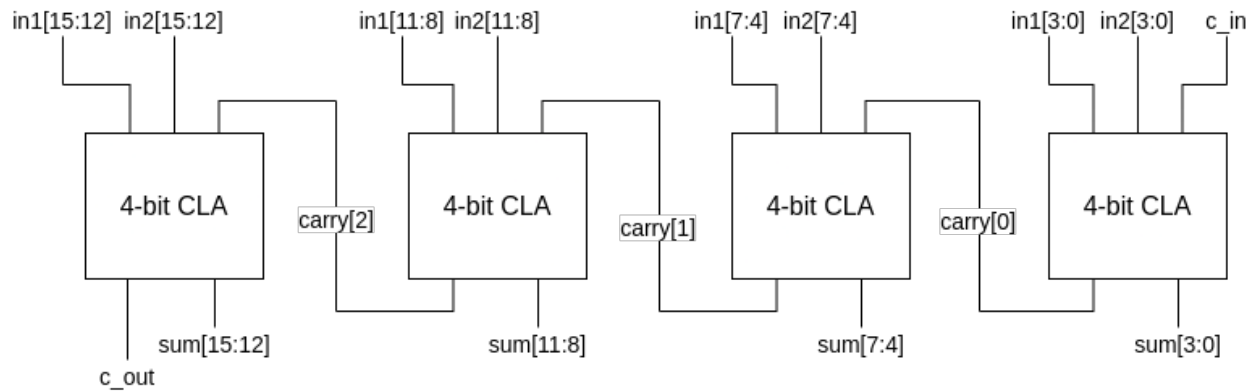 in1[15:12] in2[15:12] in1[11:8] in2[11:8] in1[7:4] in2[7:4] in1[3:0] in2[3:0] c_in
4-bit CLA 4-bit CLA 4-bit CLA 4-bit CLA
carry[2] carry[1] carry[0]
sum[15:12] sum[11:8] sum[7:4] sum[3:0]
c_out